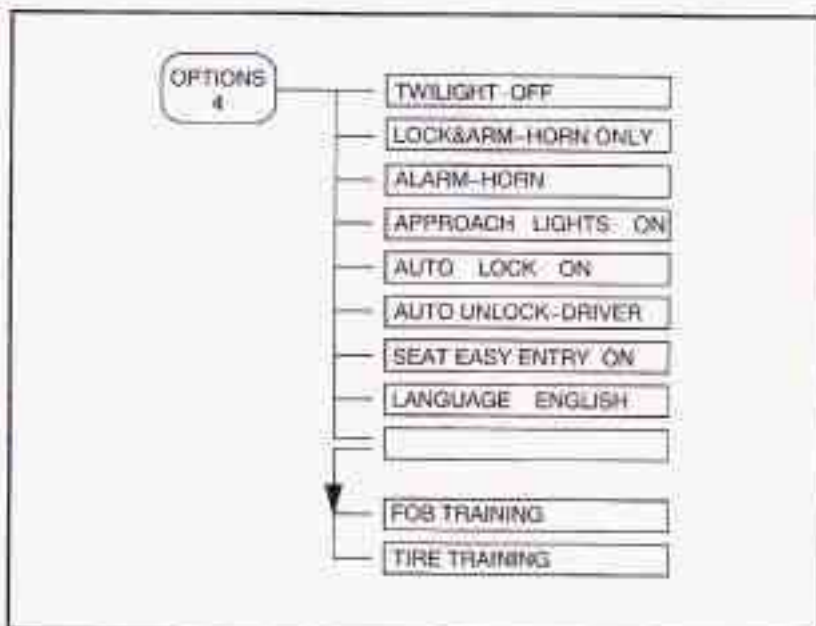 OPTIONS
4
TWILIGHT OFF
LOCK&ARM-HORN ONLY
ALARM-HORN
APPROACH LIGHTS ON
AUTO LOCK ON
AUTO UNLOCK-DRIVER
SEAT EASY ENTRY ON
LANGUAGE ENGLISH
FOB TRAINING
TIRE TRAINING